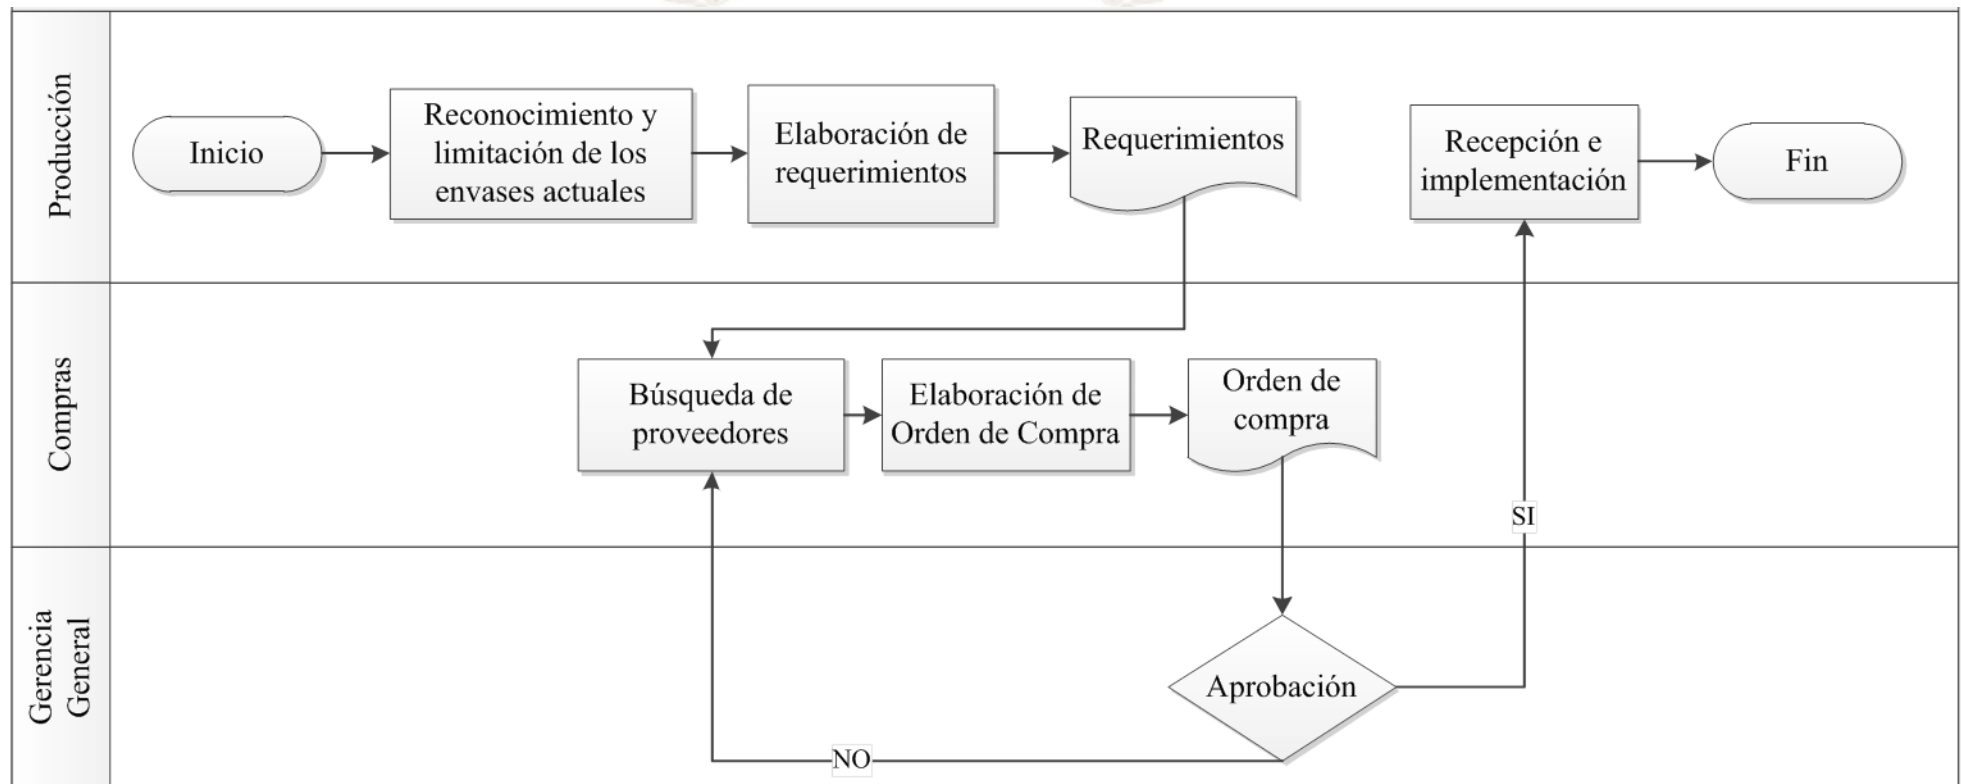 Producción
Inicio
Reconocimiento y
limitación de los
envases actuales
Elaboración de
requerimientos
Requerimientos
Recepción e
implementación
Fin
Compras
Búsqueda de
proveedores
Elaboración de
Orden de Compra
Orden de
compra
SI
Gerencia
General
Aprobación
NO